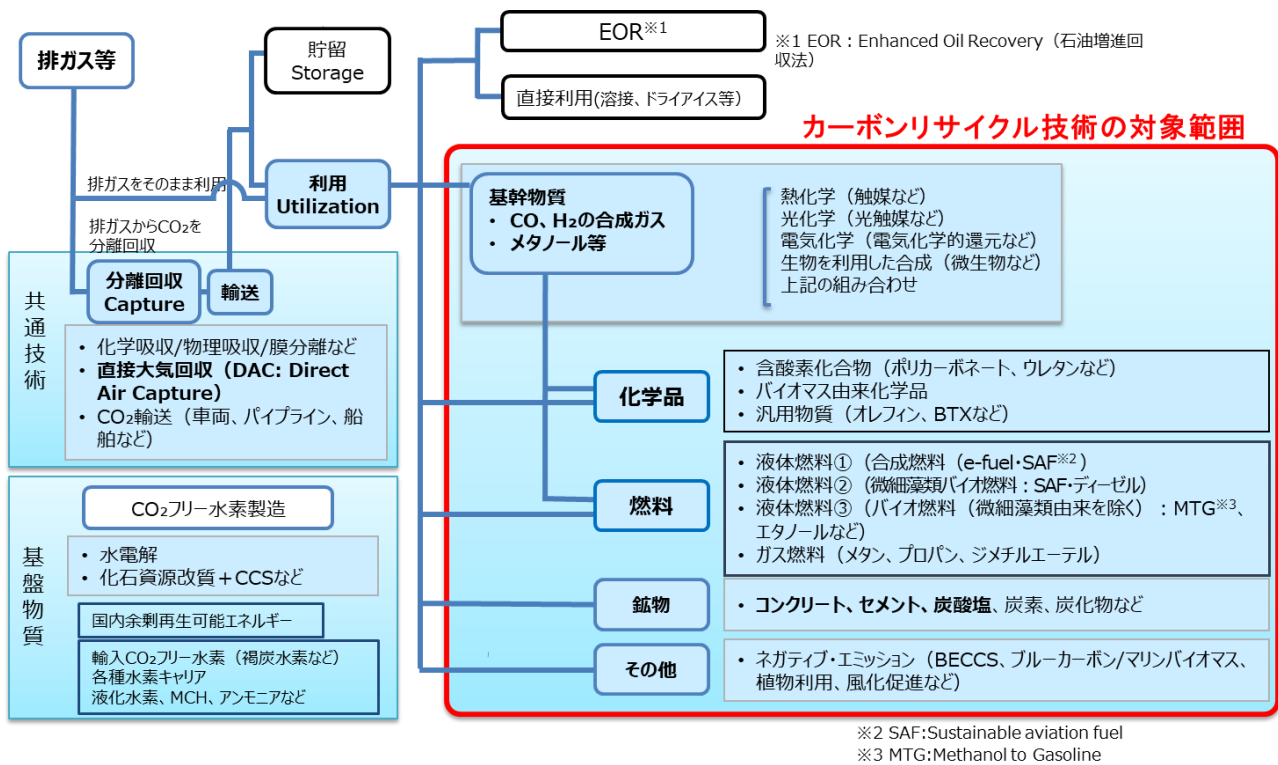 排ガス等
貯留
Storage
EOR※1
※1 EOR：Enhanced Oil Recovery（石油増進回
収法）
直接利用(溶接、ドライアイス等）
カーボンリサイクル技術の対象範囲
排ガスをそのまま利用
利用
Utilization
排ガスからCO₂を
分離回収
基幹物質
• CO、H₂の合成ガス
• メタノール等
熱化学（触媒など）
光化学（光触媒など）
電気化学（電気化学的還元など）
生物を利用した合成（微生物など）
上記の組み合わせ
共通技術
分離回収
Capture
輸送
• 化学吸収/物理吸収/膜分離など
• 直接大気回収（DAC: Direct
Air Capture）
• CO₂輸送（車両、パイプライン、船
舶など）
化学品
• 含酸素化合物（ポリカーボネート、ウレタンなど）
• バイオマス由来化学品
• 汎用物質（オレフィン、BTXなど）
燃料
• 液体燃料①（合成燃料（e-fuel・SAF※2）
• 液体燃料②（微細藻類バイオ燃料：SAF・ディーゼル）
• 液体燃料③（バイオ燃料（微細藻類由来を除く）：MTG※3、
エタノールなど）
• ガス燃料（メタン、プロパン、ジメチルエーテル）
基盤物質
CO₂フリー水素製造
• 水電解
• 化石資源改質＋CCSなど
国内余剰再生可能エネルギー
輸入CO₂フリー水素（褐炭水素など）
各種水素キャリア
液化水素、MCH、アンモニアなど
鉱物
• コンクリート、セメント、炭酸塩、炭素、炭化物など
その他
• ネガティブ・エミッション（BECCS、ブルーカーボン/マリンバイオマス、
植物利用、風化促進など）
※2 SAF:Sustainable aviation fuel
※3 MTG:Methanol to Gasoline